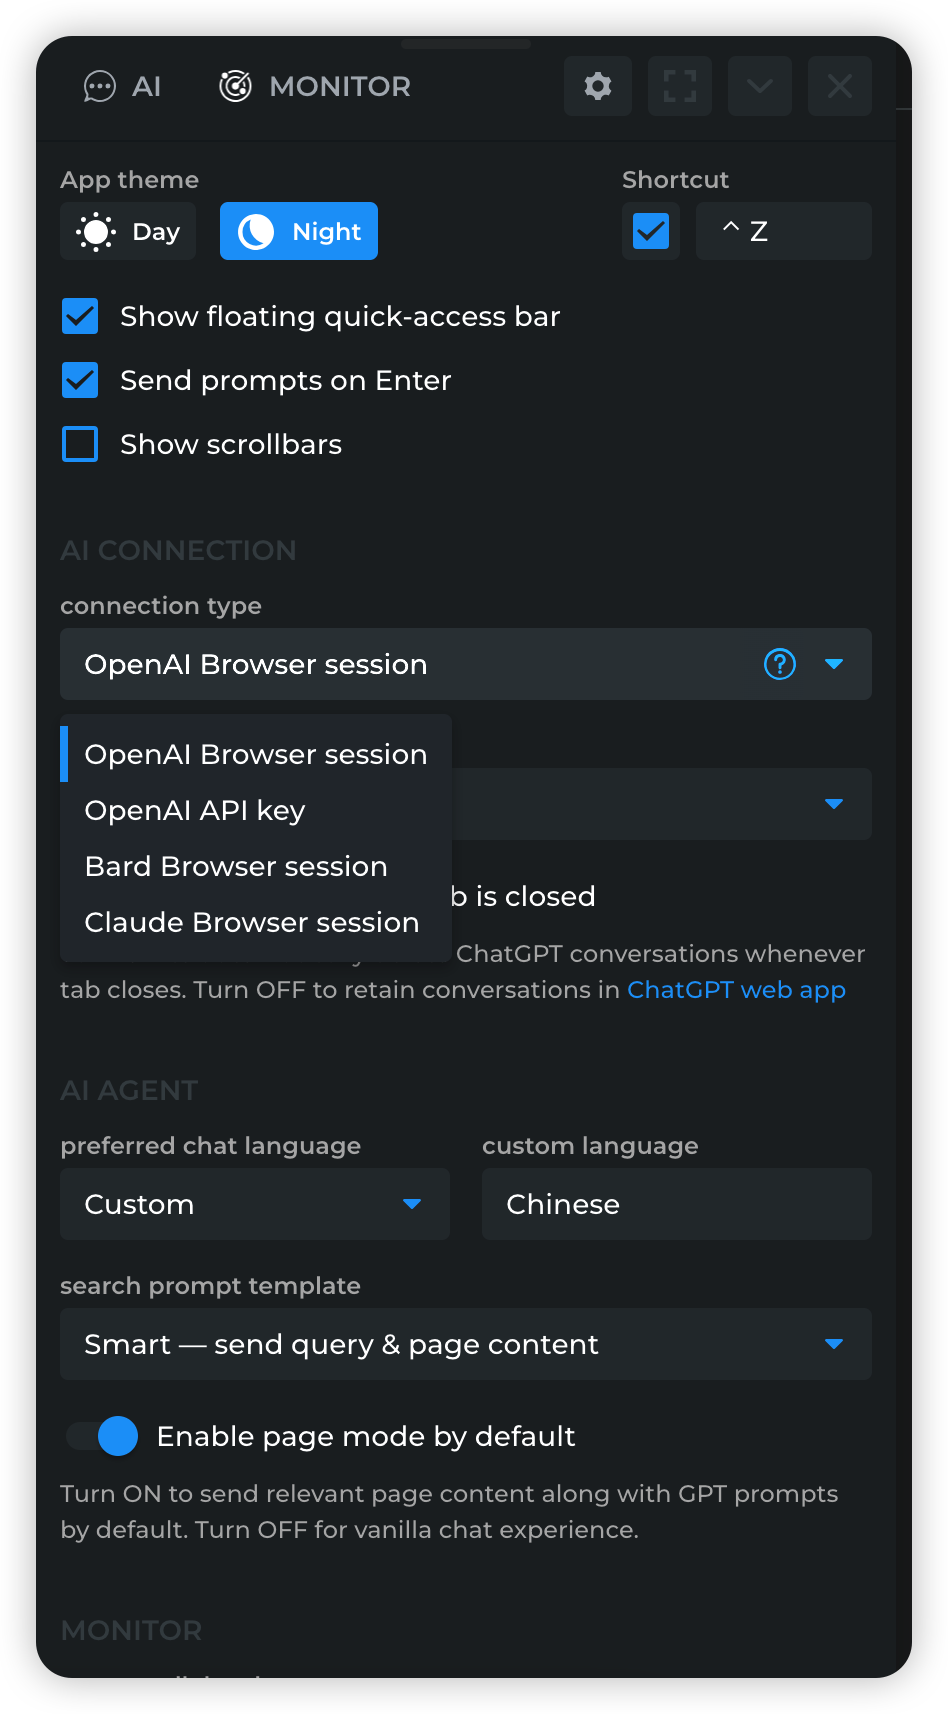 AI MONITOR
App theme Shortcut
Day Night ^ Z
Show floating quick-access bar
Send prompts on Enter
Show scrollbars
AI CONNECTION
connection type
OpenAI Browser session
OpenAI Browser session
OpenAI API key
Bard Browser session
Claude Browser session
is closed
ChatGPT conversations whenever
tab closes. Turn OFF to retain conversations in ChatGPT web app
AI AGENT
preferred chat language custom language
Custom Chinese
search prompt template
Smart — send query & page content
Enable page mode by default
Turn ON to send relevant page content along with GPT prompts
by default. Turn OFF for vanilla chat experience.
MONITOR